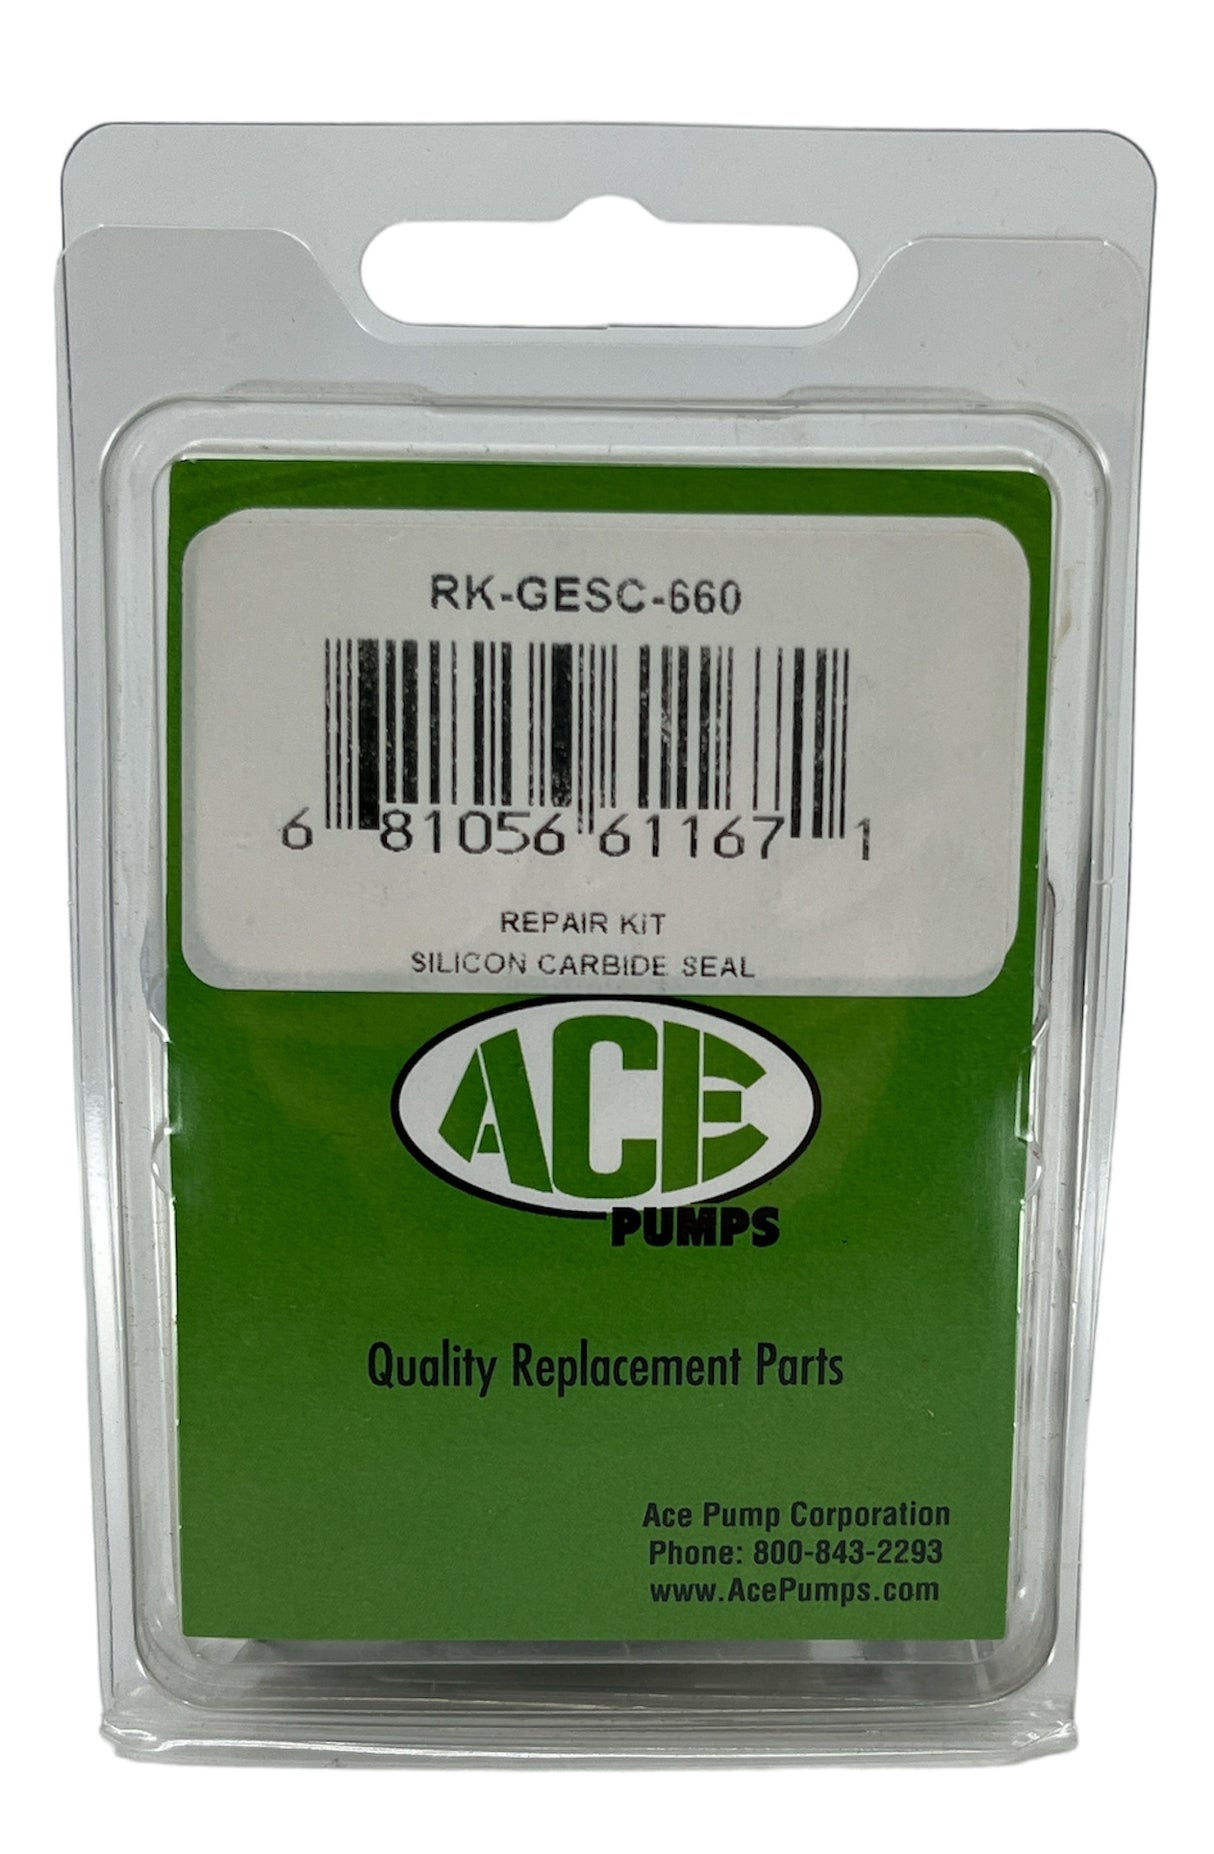 RK-GESC-660
6 81056 61167 1
REPAIR KIT
SILICON CARBIDE SEAL
ACE
PUMPS
Quality Replacement Parts
Ace Pump Corporation
Phone: 800-843-2293
www.AcePumps.com